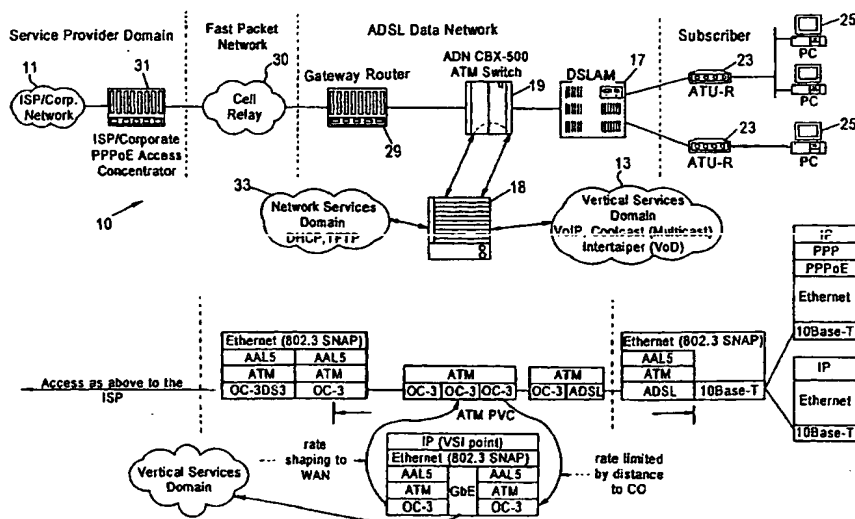 Service Provider Domain
Fast Packet
Network
ADSL Data Network
Subscriber
11
ISP/Corp.
Network
31
ISP/Corporate
PPPoE Access
Concentrator
10
30
Cell
Relay
Gateway Router
29
ADN CBX-500
ATM Switch
19
DSLAM
17
23
ATU-R
23
ATU-R
25
PC
PC
25
PC
33
Network Services
Domain
DHCP, TFTP
18
13
Vertical Services
Domain
VoIP, Coolcast (Multicast)
Intertaiper (VoD)
IP
PPP
PPPoE
Ethernet
10Base-T
IP
Ethernet
10Base-T
Access as above to the
ISP
Ethernet (802.3 SNAP)
AAL5 AAL5
ATM ATM
OC-3DS3 OC-3
ATM
OC-3 OC-3 OC-3
ATM PVC
ATM
OC-3 ADSL
Ethernet (802.3 SNAP)
AAL5
ATM
ADSL 10Base-T
rate
shaping to
WAN
IP (VSI point)
Ethernet (802.3 SNAP)
AAL5 GbE AAL5
ATM ATM
OC-3 OC-3
rate limited
by distance
to CO
Vertical Services
Domain